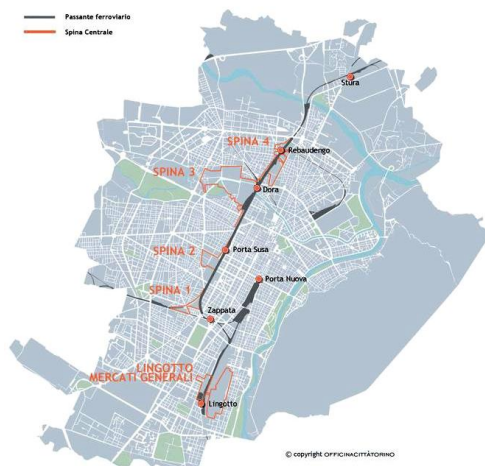 Passante ferroviario
Spina Centrale
Stura
SPINA 4
Rebaudengo
SPINA 3
Dora
SPINA 2
Porta Susa
Porta Nuova
SPINA 1
Zappata
LINGOTTO
MERCATI GENERALI
Lingotto
© copyright OFFICINACITTÀTORINO